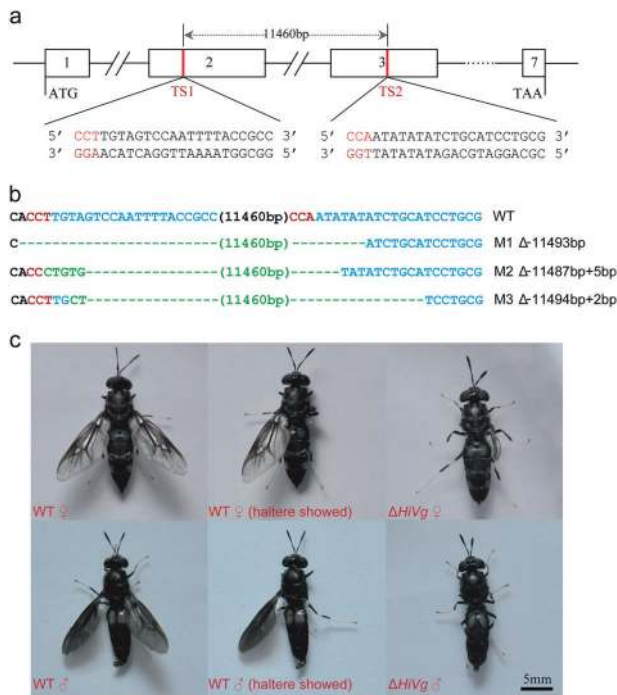 a
11460bp
1 2 3 7
ATG TS1 TS2 TAA
5′ CCTTGTAGTCCAATTTTACCGCC 3′ 5′ CCAATATATATCTGCATCCTGCG 3′
3′ GGAACATCAGGTTAAAATGGCGG 5′ 3′ GGTTATATATAGACGTAGGACGC 5′
b
CACCTTGTAGTCCAATTTTACCGCC(11460bp)CCAATATATATCTGCATCCTGCG WT
C--------------------(11460bp)--------ATCTGCATCCTGCG M1 Δ-11493bp
CACCCTGTG------------(11460bp)-----TATATCTGCATCCTGCG M2 Δ-11487bp+5bp
CACCTTGCT------------(11460bp)--------------TCCTGCG M3 Δ-11494bp+2bp
c
WT ♀ WT ♀ (haltere showed) ΔHiVg ♀
WT ♂ WT ♂ (haltere showed) ΔHiVg ♂
5mm